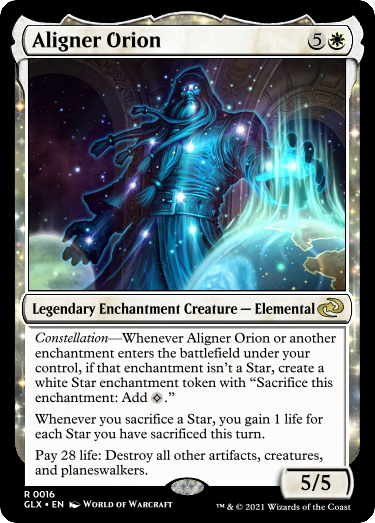 Aligner Orion 5
Legendary Enchantment Creature — Elemental
Constellation—Whenever Aligner Orion or another
enchantment enters the battlefield under your
control, if that enchantment isn't a Star, create a
white Star enchantment token with “Sacrifice this
enchantment: Add .”
Whenever you sacrifice a Star, you gain 1 life for
each Star you have sacrificed this turn.
Pay 28 life: Destroy all other artifacts, creatures,
and planeswalkers.
5/5
R 0016
GLX • EN World of Warcraft
™ & © 2021 Wizards of the Coast